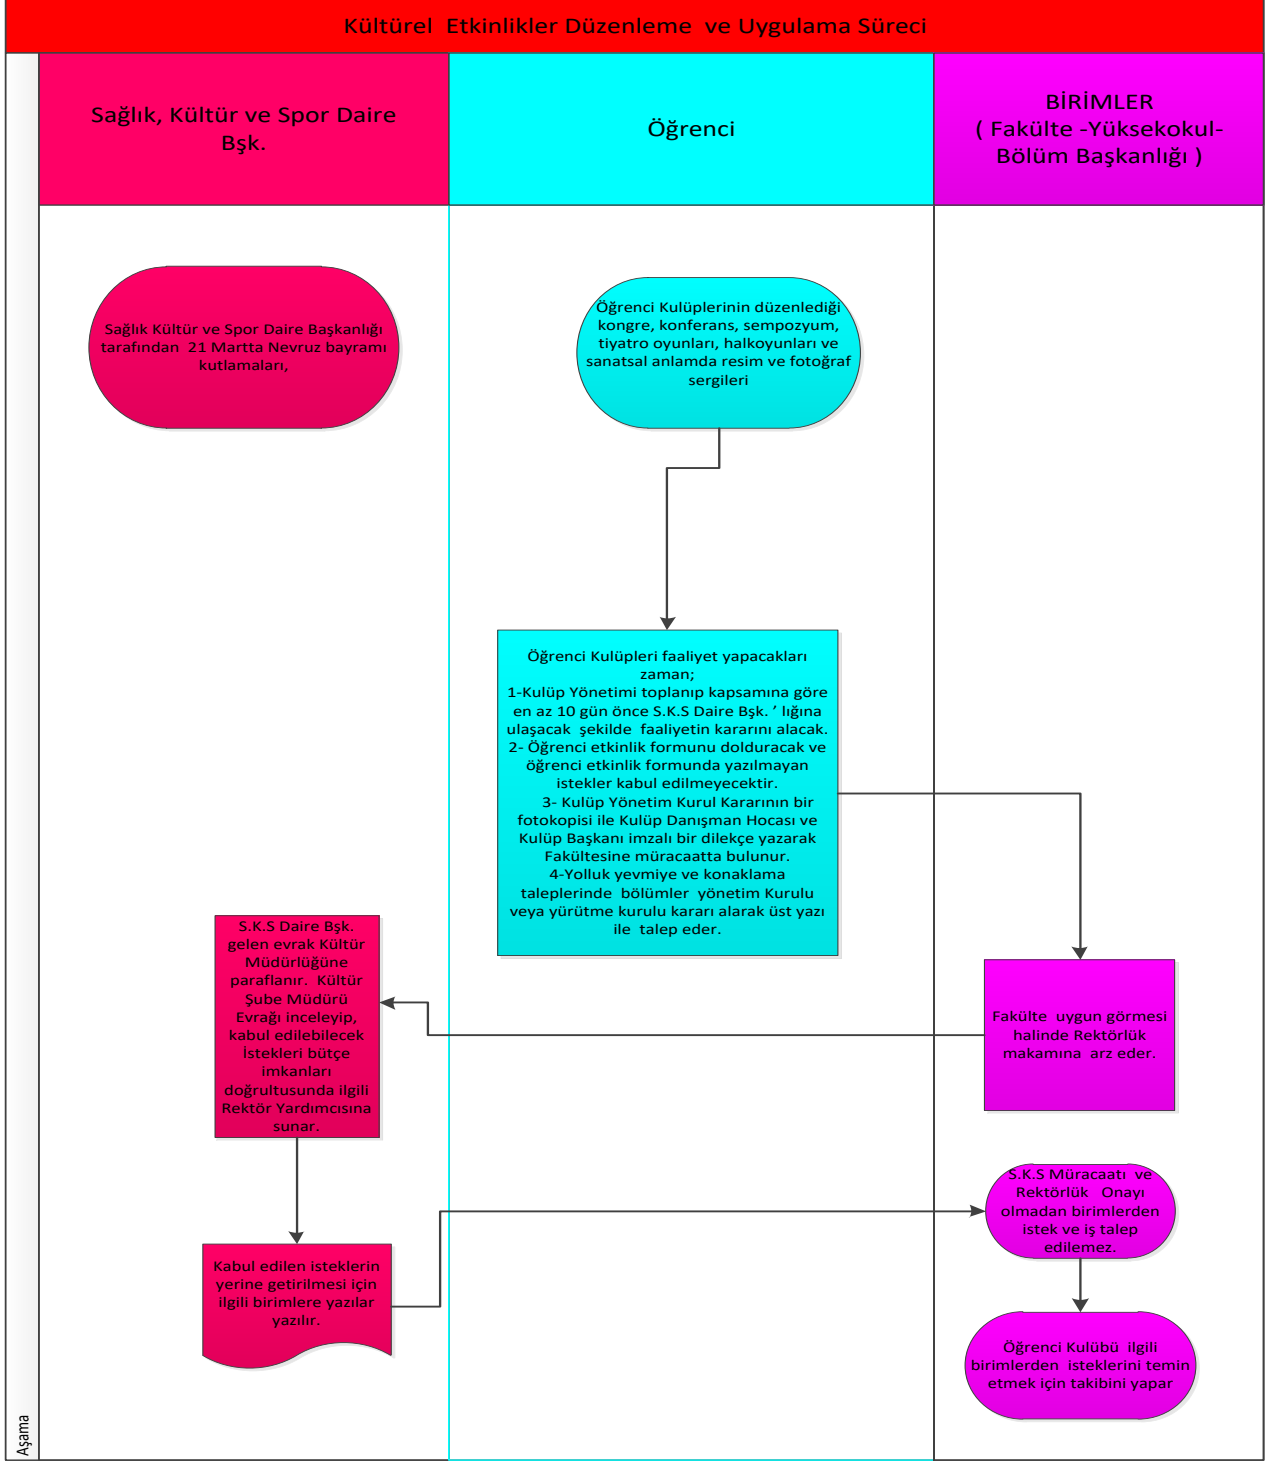 Kültürel  Etkinlikler Düzenleme  ve Uygulama Süreci
Sağlık, Kültür ve Spor Daire
Bşk.
Öğrenci
BİRİMLER
( Fakülte -Yüksekokul-
Bölüm Başkanlığı )
Sağlık Kültür ve Spor Daire Başkanlığı
tarafından  21 Martta Nevruz bayramı
kutlamaları,
Öğrenci Kulüplerinin düzenlediği
kongre, konferans, sempozyum,
tiyatro oyunları, halkoyunları ve
sanatsal anlamda resim ve fotoğraf
sergileri
Öğrenci Kulüpleri faaliyet yapacakları
zaman;
1-Kulüp Yönetimi toplanıp kapsamına göre
en az 10 gün önce S.K.S Daire Bşk. ’ lığına
ulaşacak  şekilde  faaliyetin kararını alacak.
2- Öğrenci etkinlik formunu dolduracak ve
öğrenci etkinlik formunda yazılmayan
istekler kabul edilmeyecektir.
3- Kulüp Yönetim Kurul Kararının bir
fotokopisi ile Kulüp Danışman Hocası ve
Kulüp Başkanı imzalı bir dilekçe yazarak
Fakültesine müracaatta bulunur.
4-Yolluk yevmiye ve konaklama
taleplerinde  bölümler  yönetim Kurulu
veya yürütme kurulu kararı alarak üst yazı
ile  talep eder.
Fakülte  uygun görmesi
halinde Rektörlük
makamına  arz eder.
S.K.S Daire Bşk.
gelen evrak Kültür
Müdürlüğüne
paraflanır.  Kültür
Şube Müdürü
Evrağı inceleyip,
kabul edilebilecek
İstekleri bütçe
imkanları
doğrultusunda ilgili
Rektör Yardımcısına
sunar.
Kabul edilen isteklerin
yerine getirilmesi için
ilgili birimlere yazılar
yazılır.
S.K.S Müracaatı  ve
Rektörlük   Onayı
olmadan birimlerden
istek ve iş talep
edilemez.
Öğrenci Kulübü  ilgili
birimlerden  isteklerini temin
etmek için takibini yapar
Aşama